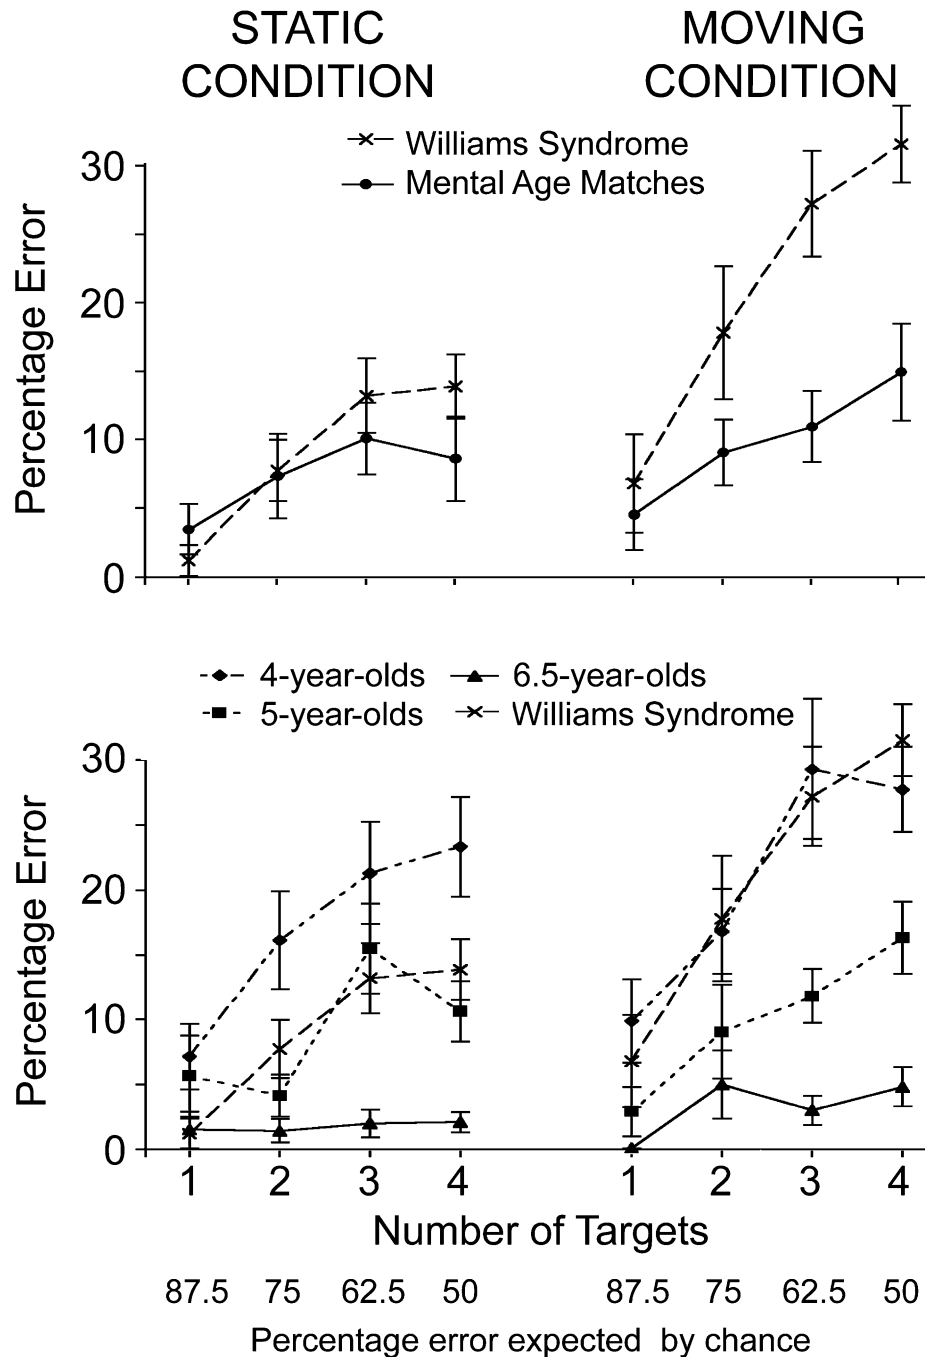 STATIC CONDITION
MOVING CONDITION
Williams Syndrome
Mental Age Matches
Percentage Error
30
20
10
0
4-year-olds
6.5-year-olds
5-year-olds
Williams Syndrome
Percentage Error
30
20
10
0
1 2 3 4 1 2 3 4
Number of Targets
87.5 75 62.5 50 87.5 75 62.5 50
Percentage error expected by chance